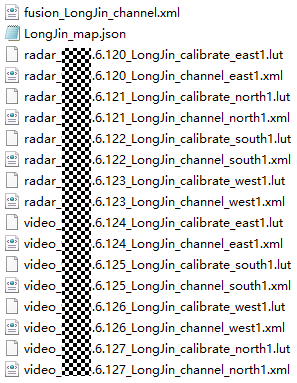 fusion_LongJin_channel.xml
LongJin_map.json
radar_ .6.120_LongJin_calibrate_east1.lut
radar_ .6.120_LongJin_channel_east1.xml
radar_ .6.121_LongJin_calibrate_north1.lut
radar_ .6.121_LongJin_channel_north1.xml
radar_ .6.122_LongJin_calibrate_south1.lut
radar_ .6.122_LongJin_channel_south1.xml
radar_ .6.123_LongJin_calibrate_west1.lut
radar_ .6.123_LongJin_channel_west1.xml
video_ .6.124_LongJin_calibrate_east1.lut
video_ .6.124_LongJin_channel_east1.xml
video_ .6.125_LongJin_calibrate_south1.lut
video_ .6.125_LongJin_channel_south1.xml
video_ .6.126_LongJin_calibrate_west1.lut
video_ .6.126_LongJin_channel_west1.xml
video_ .6.127_LongJin_calibrate_north1.lut
video_ .6.127_LongJin_channel_north1.xml